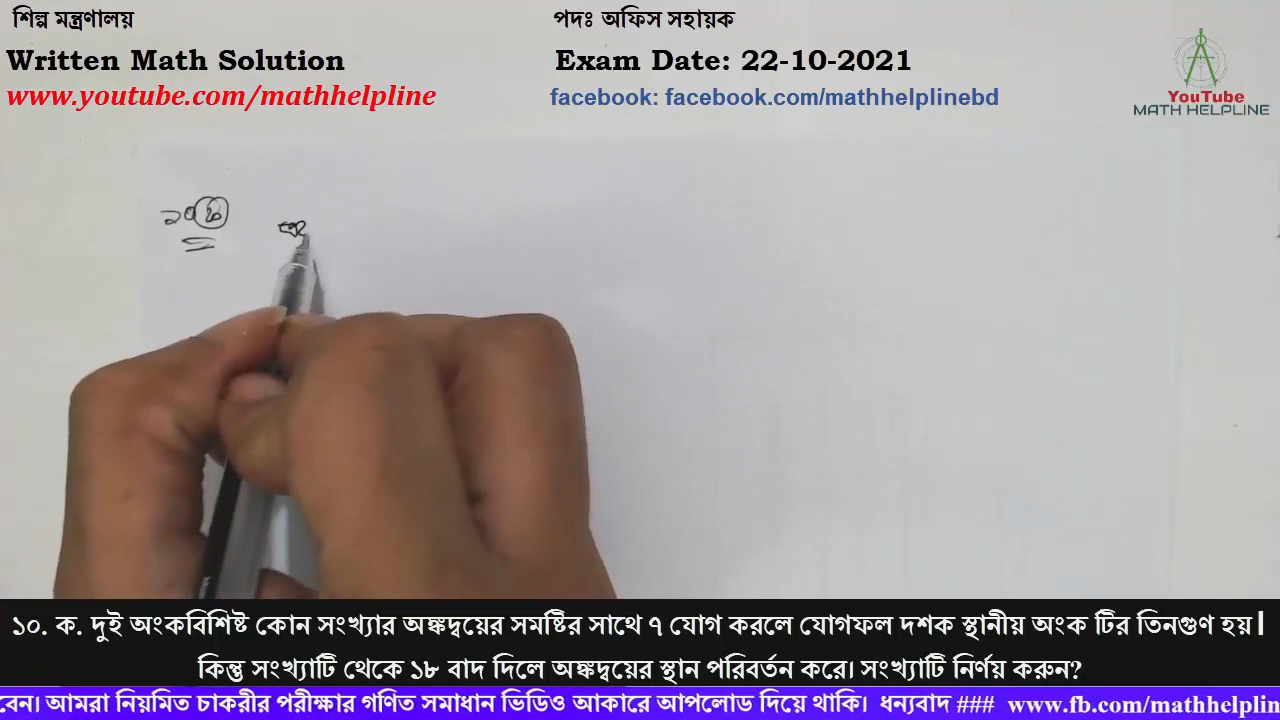 শিল্প মন্ত্রণালয়
পদঃ অফিস সহায়ক
Written Math Solution
Exam Date: 22-10-2021
www.youtube.com/mathhelpline
facebook: facebook.com/mathhelplinebd
YouTube
MATH HELPLINE
১০. ক. দুই অংকবিশিষ্ট কোন সংখ্যার অঙ্কদ্বয়ের সমষ্টির সাথে ৭ যোগ করলে যোগফল দশক স্থানীয় অংক টির তিনগুণ হয়।
কিন্তু সংখ্যাটি থেকে ১৮ বাদ দিলে অঙ্কদ্বয়ের স্থান পরিবর্তন করে। সংখ্যাটি নির্ণয় করুন?
বেন। আমরা নিয়মিত চাকরীর পরীক্ষার গণিত সমাধান ভিডিও আকারে আপলোড দিয়ে থাকি। ধন্যবাদ ### www.fb.com/mathhelplin